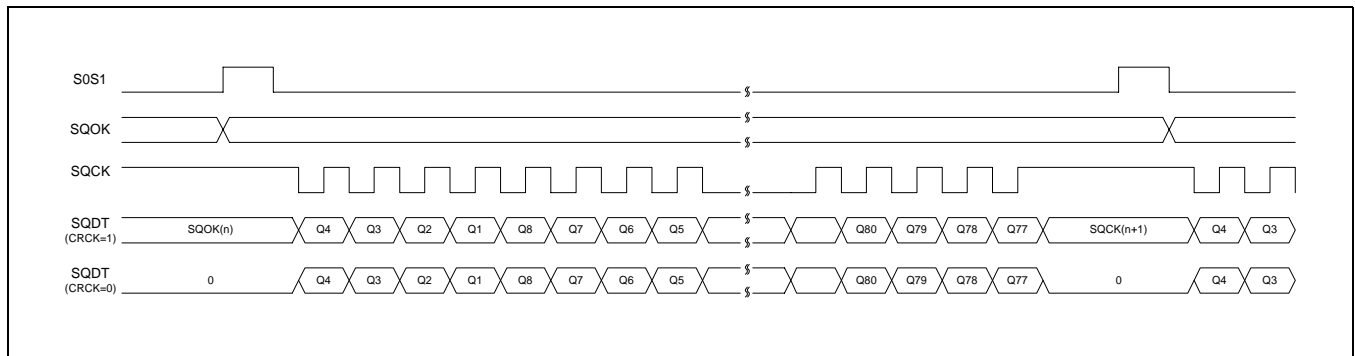 S0S1
SQOK
SQCK
SQDT
(CRCK=1)
SQOK(n) Q4 Q3 Q2 Q1 Q8 Q7 Q6 Q5 Q80 Q79 Q78 Q77 SQCK(n+1) Q4 Q3
SQDT
(CRCK=0)
0 Q4 Q3 Q2 Q1 Q8 Q7 Q6 Q5 Q80 Q79 Q78 Q77 0 Q4 Q3